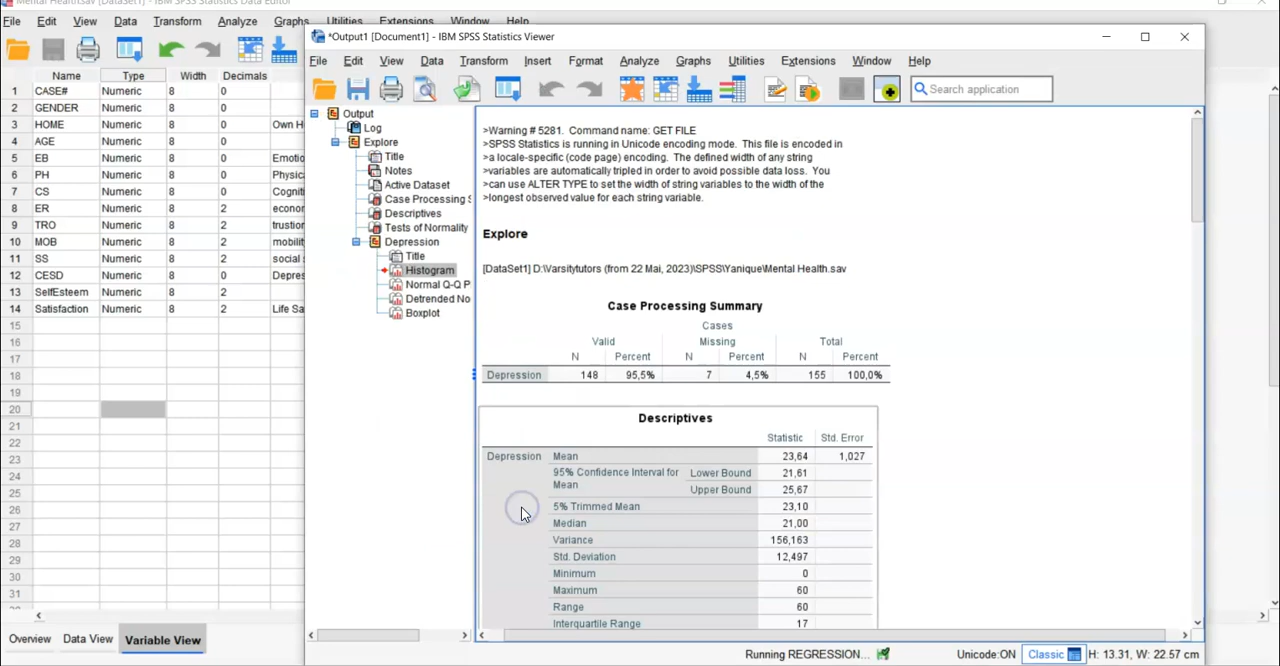 Mental Health.sav [DataSet1] - IBM SPSS Statistics Data Editor
File Edit View Data Transform Analyze Graphs Utilities Extensions Window Help
Name Type Width Decimals
1 CASE# Numeric 8 0
2 GENDER Numeric 8 0
3 HOME Numeric 8 0 Own H
4 AGE Numeric 8 0
5 EB Numeric 8 0 Emotio
6 PH Numeric 8 0 Physica
7 CS Numeric 8 0 Cogniti
8 ER Numeric 8 2 econor
9 TRO Numeric 8 2 trustior
10 MOB Numeric 8 2 mobilit
11 SS Numeric 8 2 social
12 CESD Numeric 8 0 Depres
13 SelfEsteem Numeric 8 2
14 Satisfaction Numeric 8 2 Life Sa
15
16
17
18
19
20
21
22
23
24
25
26
27
28
29
30
31
Overview Data View Variable View
*Output1 [Document1] - IBM SPSS Statistics Viewer
File Edit View Data Transform Insert Format Analyze Graphs Utilities Extensions Window Help
Search application
Output
Log
Explore
Title
Notes
Active Dataset
Case Processing S
Descriptives
Tests of Normality
Depression
Title
Histogram
Normal Q-Q P
Detrended No
Boxplot
>Warning # 5281. Command name: GET FILE
>SPSS Statistics is running in Unicode encoding mode. This file is encoded in
>a locale-specific (code page) encoding. The defined width of any string
>variables are automatically tripled in order to avoid possible data loss. You
>can use ALTER TYPE to set the width of string variables to the width of the
>longest observed value for each string variable.
Explore
[DataSet1] D:\Varsitytutors (from 22 Mai, 2023)\SPSS\Yanique\Mental Health.sav
Case Processing Summary
Cases
Valid Missing Total
N Percent N Percent N Percent
Depression 148 95,5% 7 4,5% 155 100,0%
Descriptives
Statistic Std. Error
Depression Mean 23,64 1,027
95% Confidence Interval for Mean Lower Bound 21,61
Upper Bound 25,67
5% Trimmed Mean 23,10
Median 21,00
Variance 156,163
Std. Deviation 12,497
Minimum 0
Maximum 60
Range 60
Interquartile Range 17
Running REGRESSION... Unicode:ON Classic H: 13.31, W: 22.57 cm